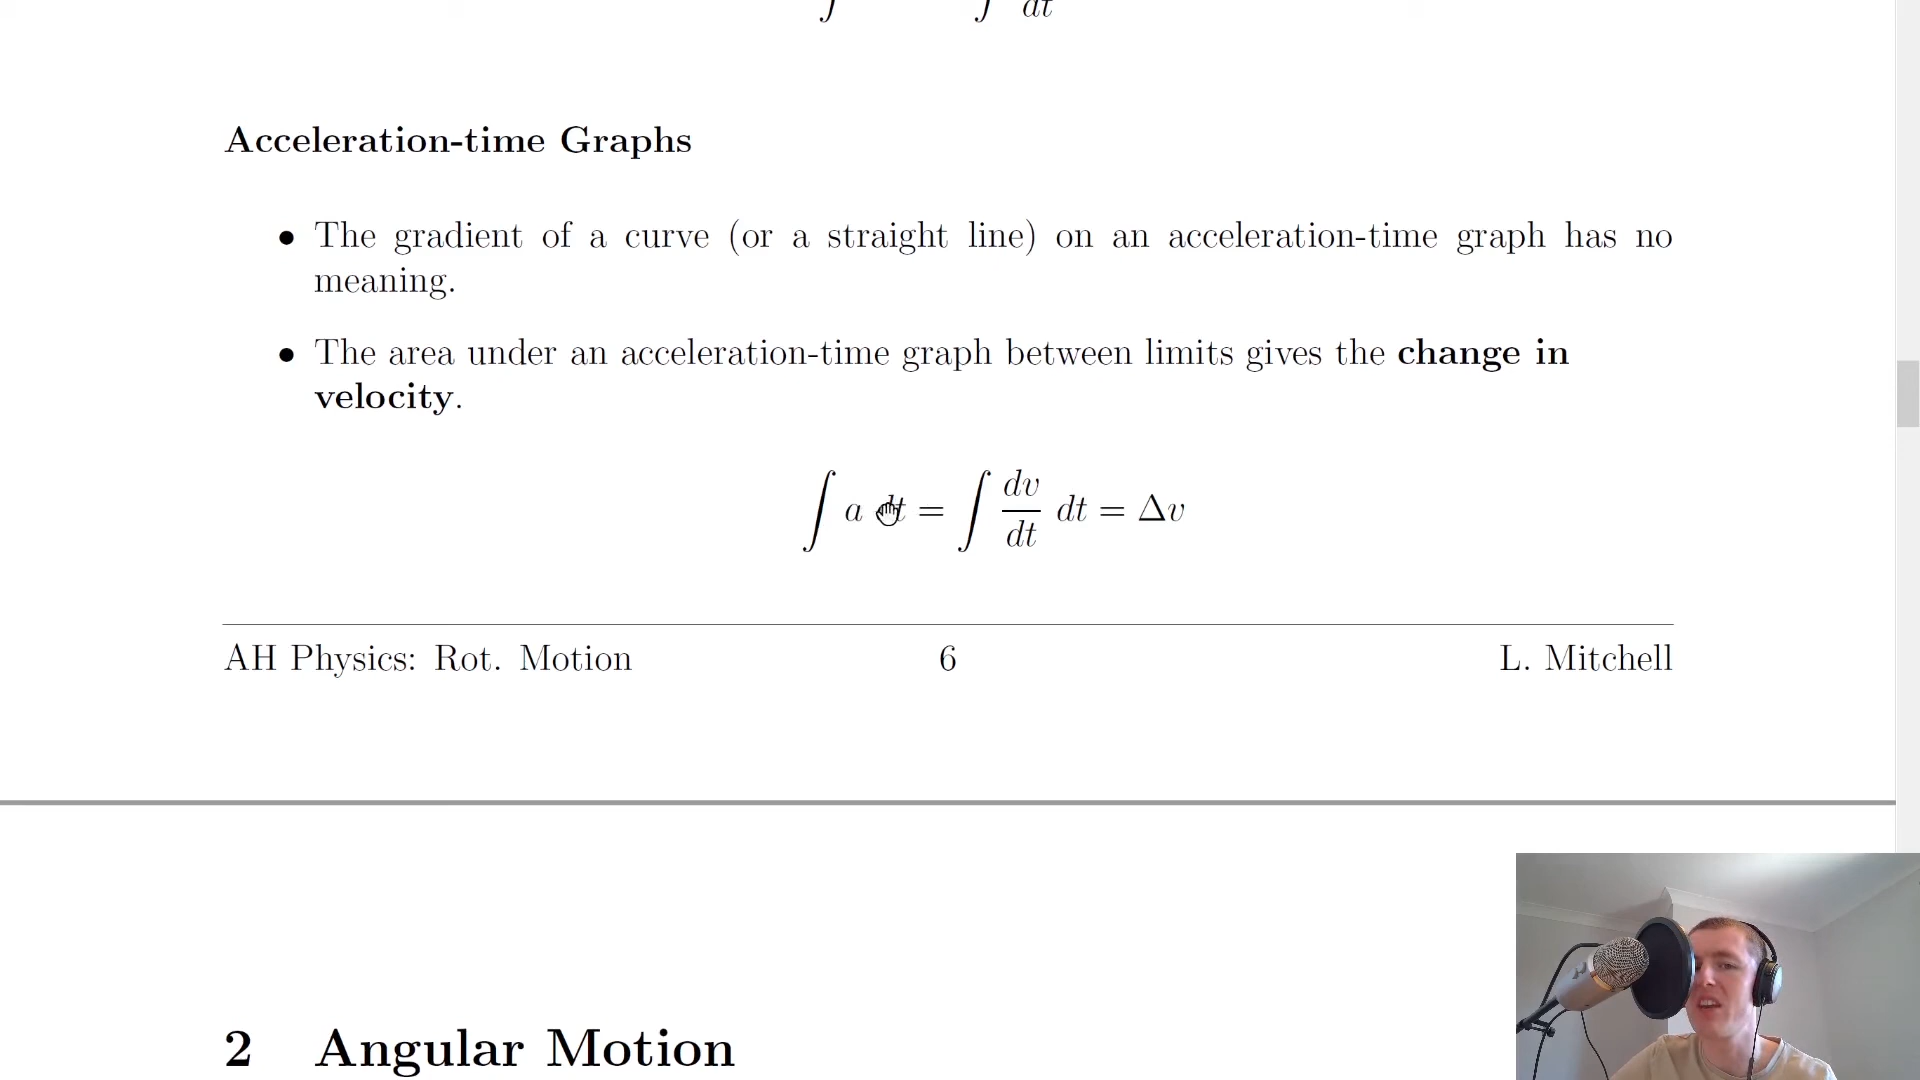 ∫ ∫ dt
Acceleration-time Graphs
• The gradient of a curve (or a straight line) on an acceleration-time graph has no
meaning.
• The area under an acceleration-time graph between limits gives the change in
velocity.
∫ a dt = ∫ dv/dt dt = Δv
AH Physics: Rot. Motion 6 L. Mitchell
2 Angular Motion